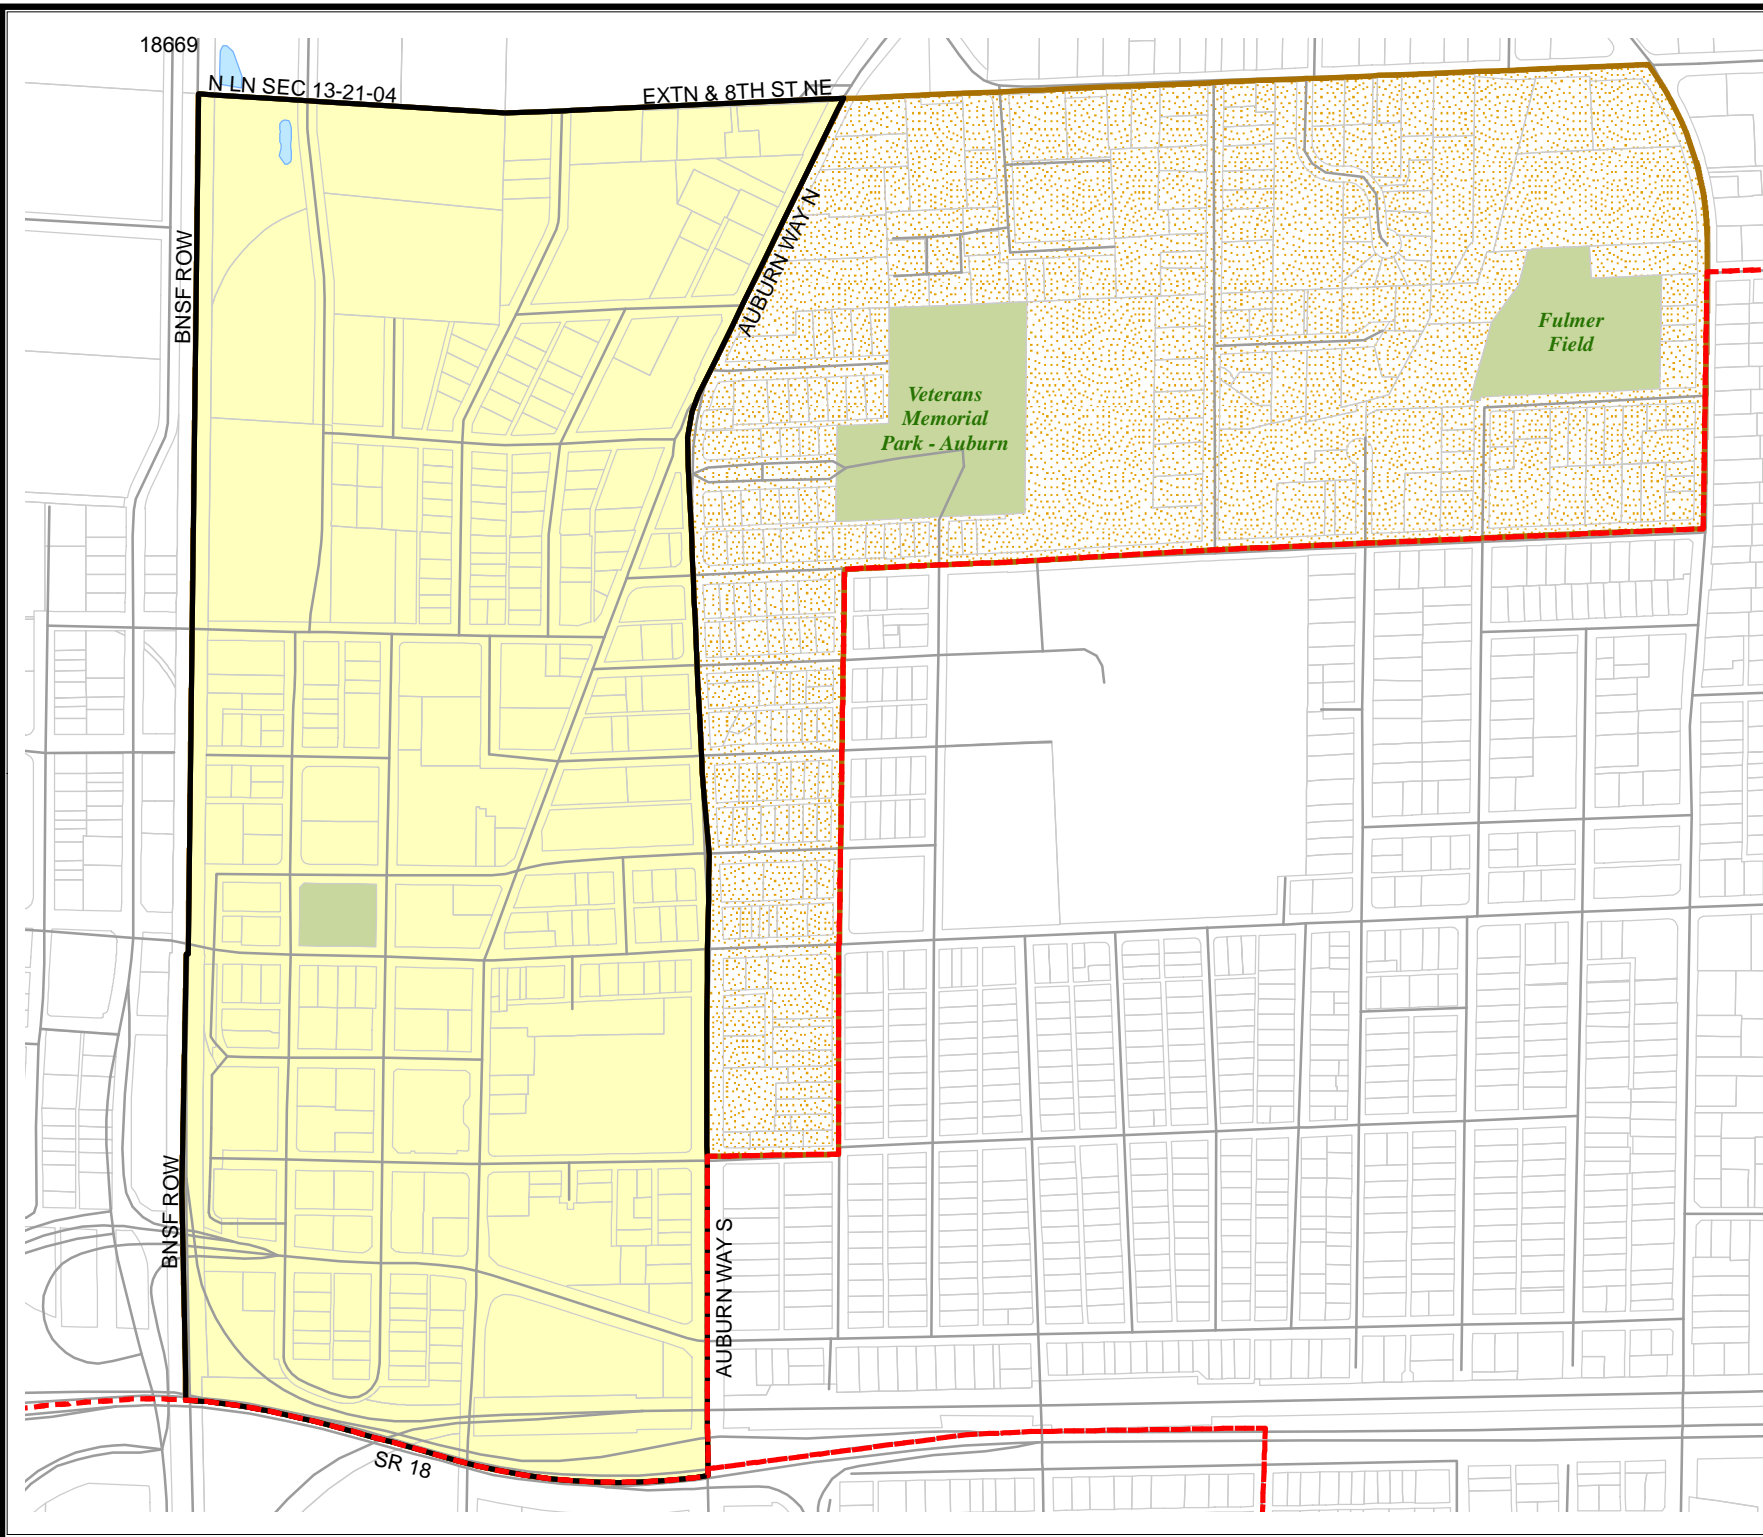 18669
N LN SEC 13-21-04
EXTN & 8TH ST NE
BNSF ROW
AUBURN WAY N
Fulmer
Field
Veterans
Memorial
Park - Auburn
BNSF ROW
AUBURN WAY S
SR 18